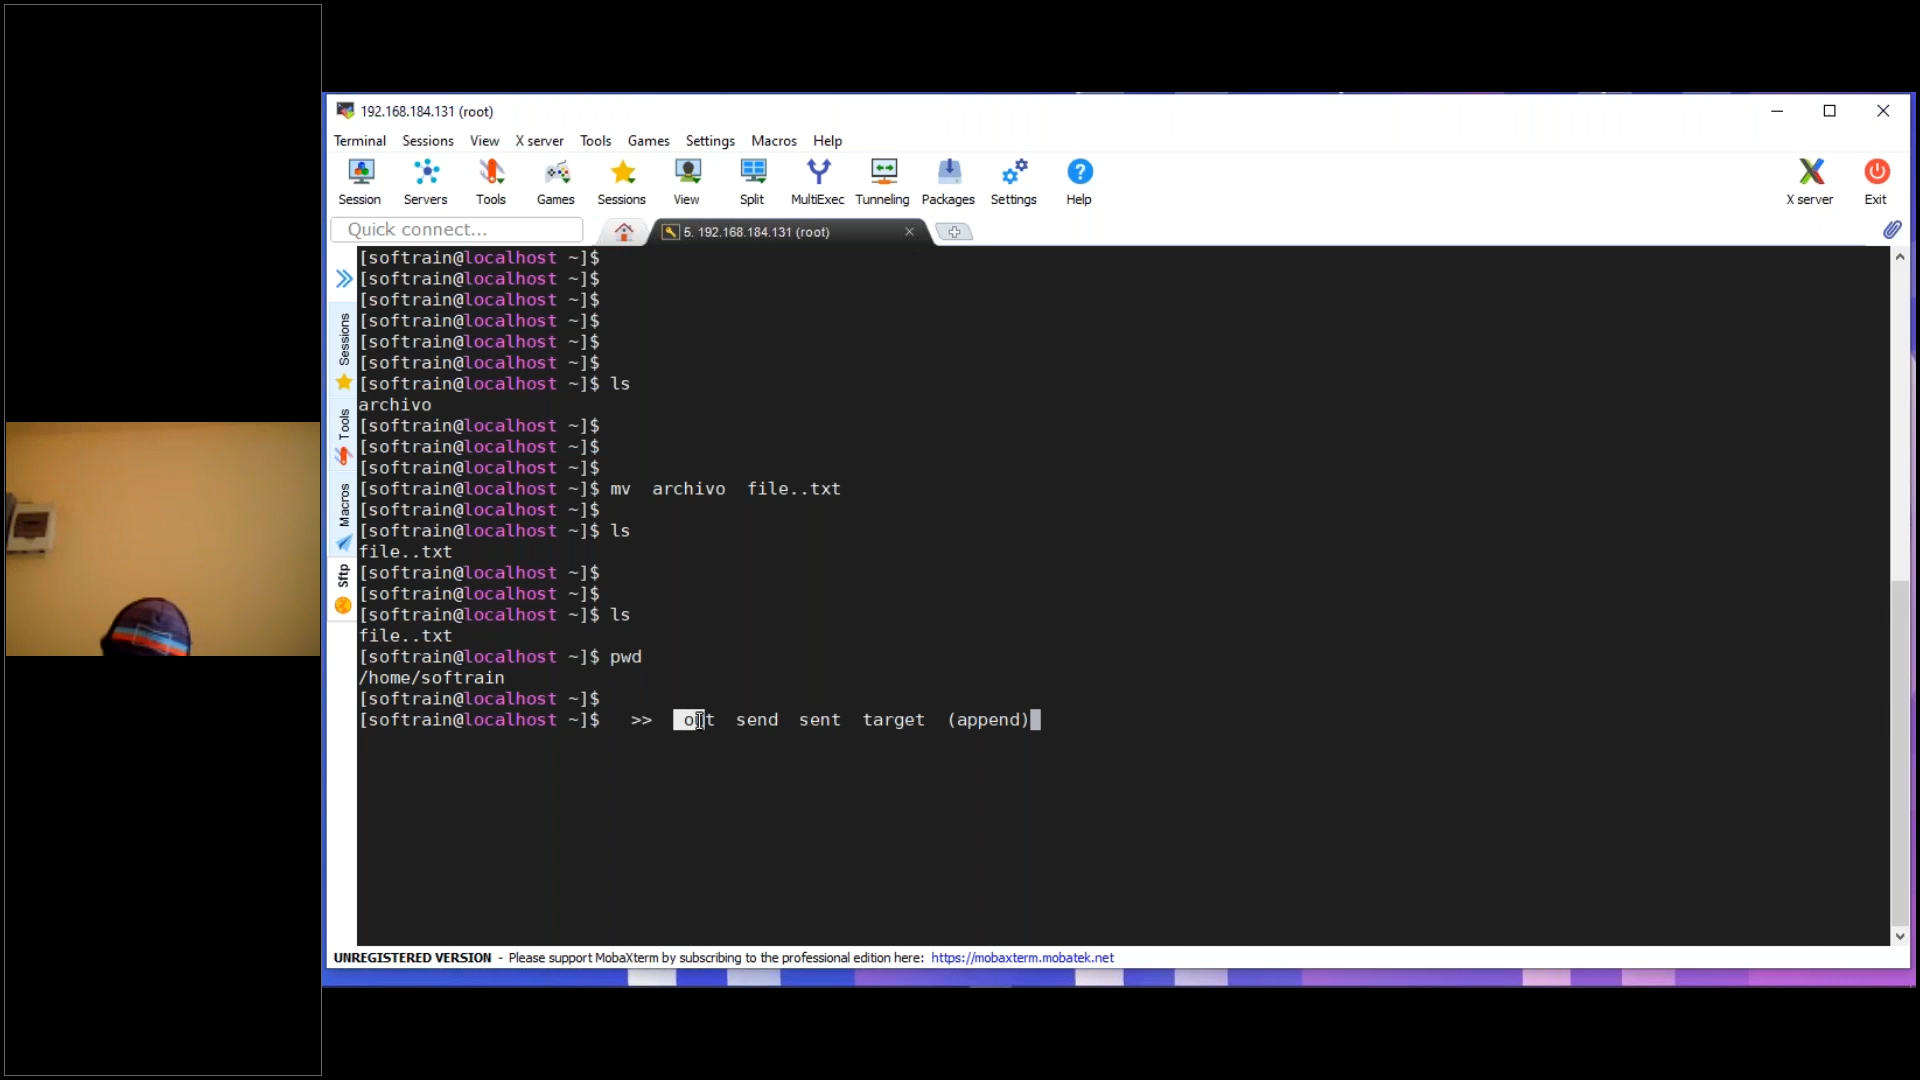 192.168.184.131 (root)
Terminal Sessions View X server Tools Games Settings Macros Help
Session Servers Tools Games Sessions View Split MultiExec Tunneling Packages Settings Help X server Exit
Quick connect... 5. 192.168.184.131 (root)
Sessions
Tools
Macros
Sftp
[softrain@localhost ~]$
[softrain@localhost ~]$
[softrain@localhost ~]$
[softrain@localhost ~]$
[softrain@localhost ~]$
[softrain@localhost ~]$
[softrain@localhost ~]$ ls
archivo
[softrain@localhost ~]$
[softrain@localhost ~]$
[softrain@localhost ~]$
[softrain@localhost ~]$ mv  archivo  file..txt
[softrain@localhost ~]$
[softrain@localhost ~]$ ls
file..txt
[softrain@localhost ~]$
[softrain@localhost ~]$
[softrain@localhost ~]$ ls
file..txt
[softrain@localhost ~]$ pwd
/home/softrain
[softrain@localhost ~]$
[softrain@localhost ~]$   >>   out  send  sent  target  (append)
UNREGISTERED VERSION - Please support MobaXterm by subscribing to the professional edition here: https://mobaxterm.mobatek.net